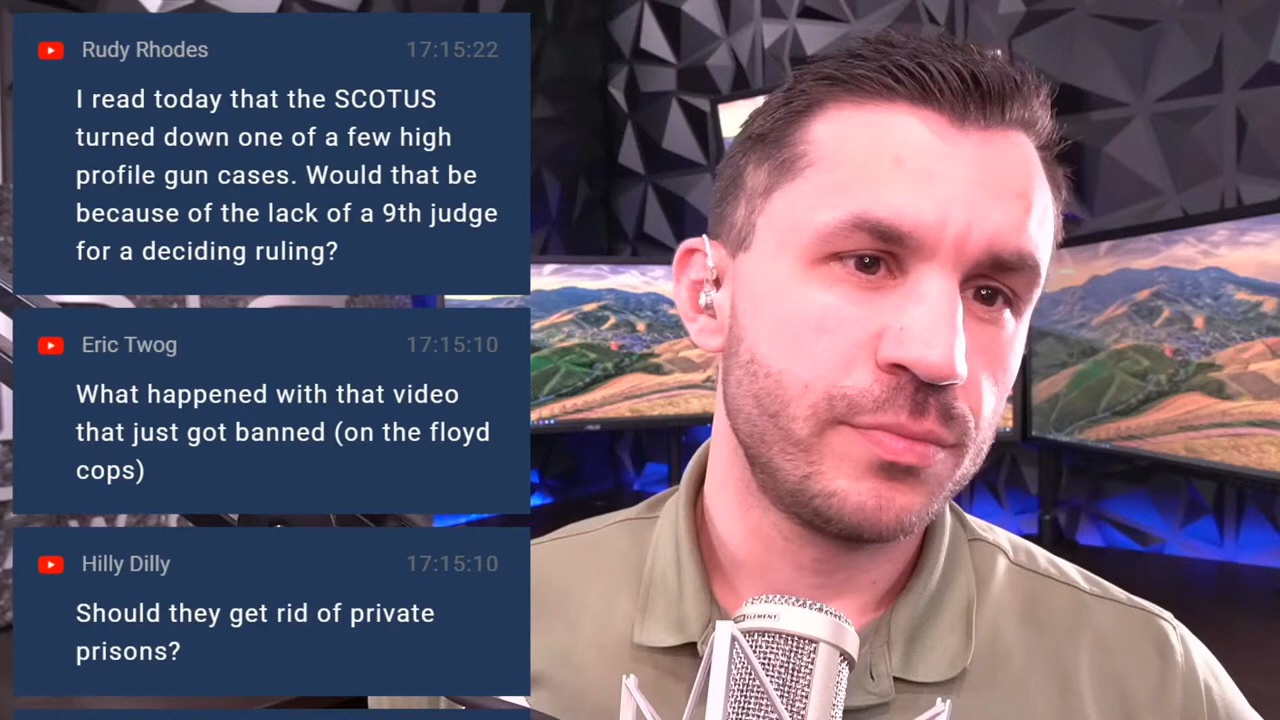 Rudy Rhodes 17:15:22
I read today that the SCOTUS
turned down one of a few high
profile gun cases. Would that be
because of the lack of a 9th judge
for a deciding ruling?
Eric Twog 17:15:10
What happened with that video
that just got banned (on the floyd
cops)
Hilly Dilly 17:15:10
Should they get rid of private
prisons?
ELEMENT